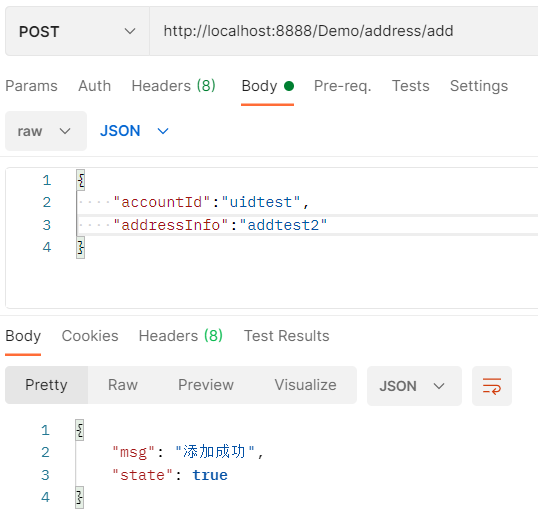 POST http://localhost:8888/Demo/address/add
Params Auth Headers (8) Body Pre-req. Tests Settings
raw JSON
1 {
2 "accountId":"uidtest",
3 "addressInfo":"addtest2"
4 }
Body Cookies Headers (8) Test Results
Pretty Raw Preview Visualize JSON
1 {
2 "msg": "添加成功",
3 "state": true
4 }